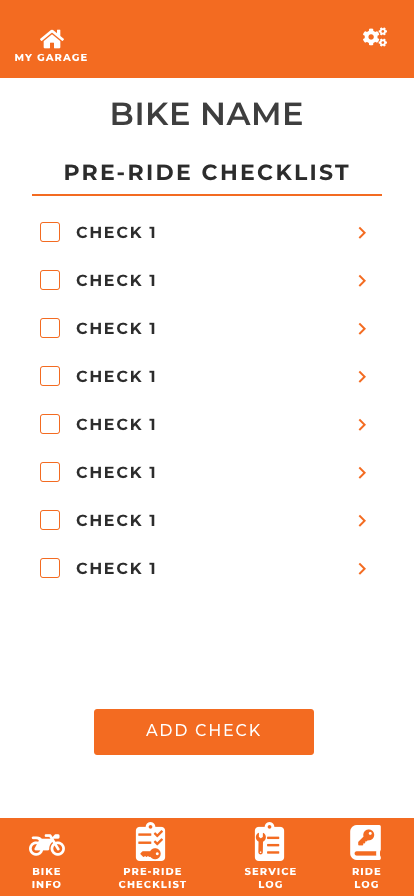 MY GARAGE
BIKE NAME
PRE-RIDE CHECKLIST
CHECK 1
CHECK 1
CHECK 1
CHECK 1
CHECK 1
CHECK 1
CHECK 1
CHECK 1
ADD CHECK
BIKE
INFO
PRE-RIDE
CHECKLIST
SERVICE
LOG
RIDE
LOG